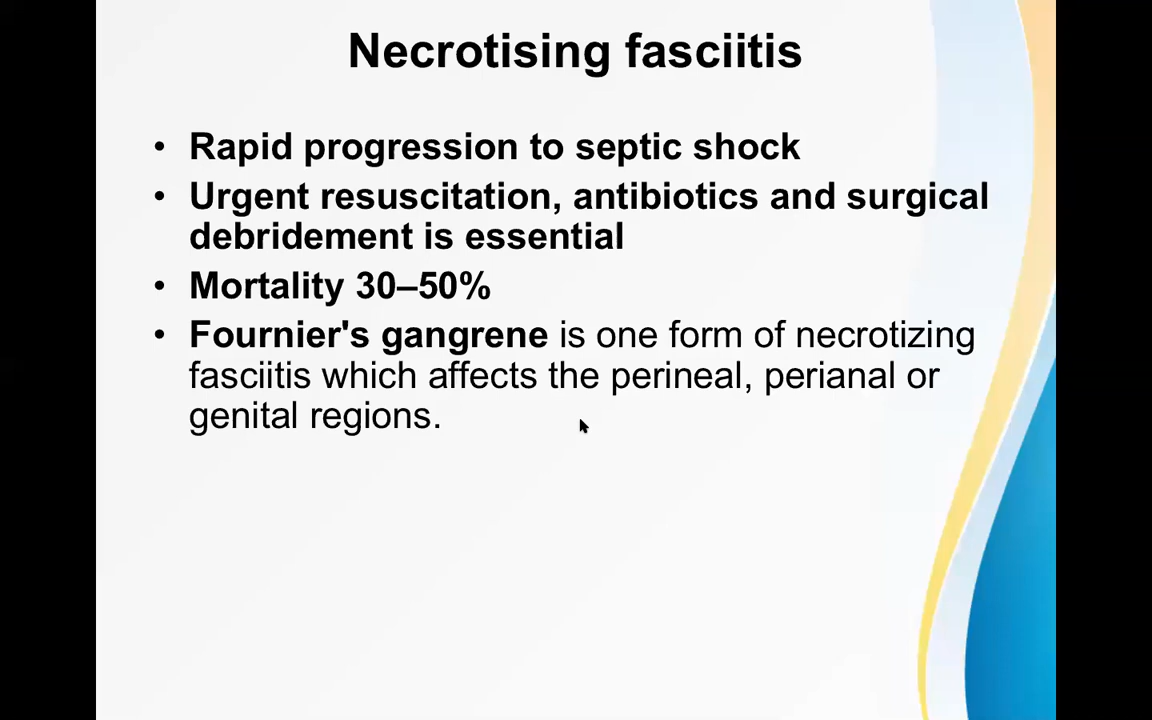 Necrotising fasciitis
• Rapid progression to septic shock
• Urgent resuscitation, antibiotics and surgical
debridement is essential
• Mortality 30–50%
• Fournier's gangrene is one form of necrotizing
fasciitis which affects the perineal, perianal or
genital regions.